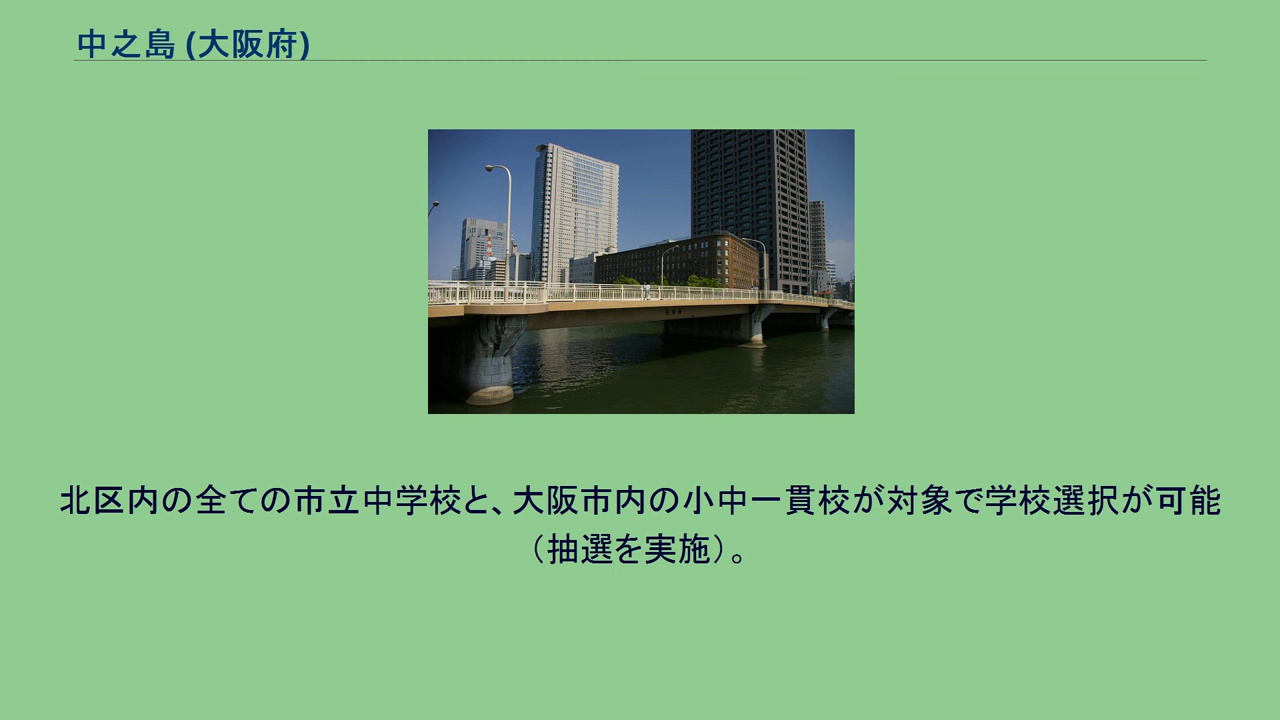 中之島 (大阪府)
北区内の全ての市立中学校と、大阪市内の小中一貫校が対象で学校選択が可能
（抽選を実施）。